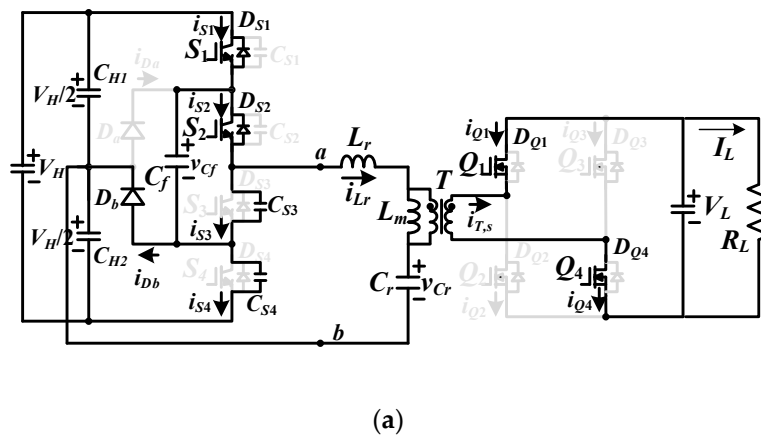 i_S1 D_S1
S_1 C_S1
C_H1 i_Da
V_H/2 i_S2 D_S2
D_a S_2 C_S2
V_H C_f v_Cf a L_r i_Lr
D_b D_S3 S_3 C_S3
i_S3
V_H/2 C_H2 i_Db D_S4
S_4 C_S4
i_S4
b
L_m T i_T,s
C_r v_Cr
i_Q1 D_Q1 i_Q3 D_Q3
Q_1 Q_3
I_L
V_L R_L
D_Q2 D_Q4
Q_2 Q_4
i_Q2 i_Q4
(a)